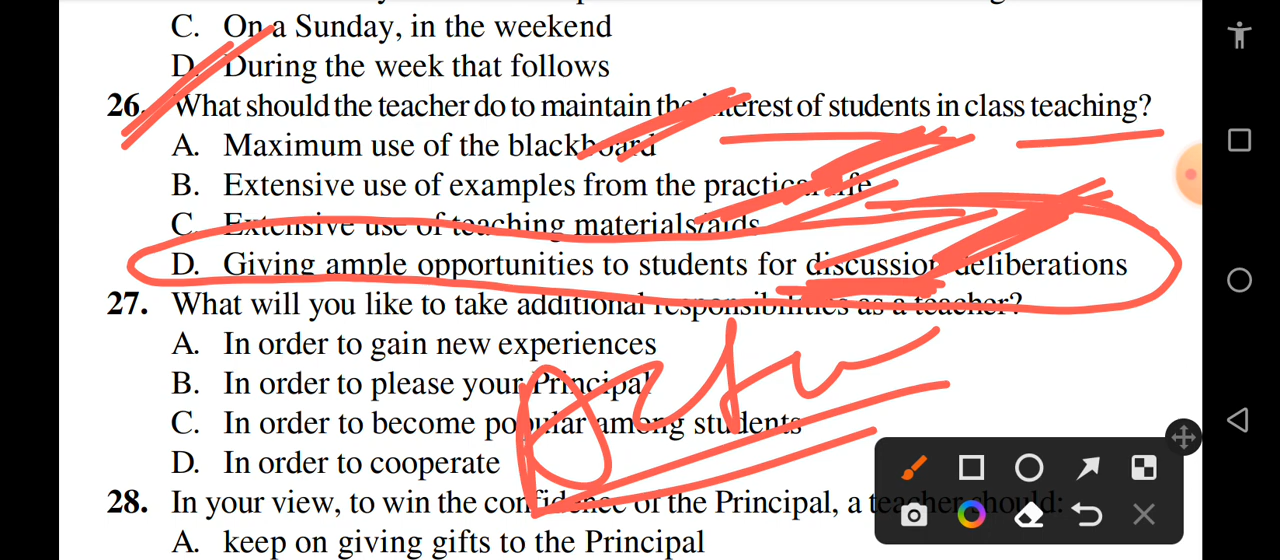 C. On a Sunday, in the weekend
D. During the week that follows
26. What should the teacher do to maintain the interest of students in class teaching?
A. Maximum use of the blackboard
B. Extensive use of examples from the practical life
C. Extensive use of teaching materials/aids
D. Giving ample opportunities to students for discussion deliberations
27. What will you like to take additional responsibilities as a teacher?
A. In order to gain new experiences
B. In order to please your Principal
C. In order to become popular among students
D. In order to cooperate
28. In your view, to win the confidence of the Principal, a teacher should:
A. keep on giving gifts to the Principal